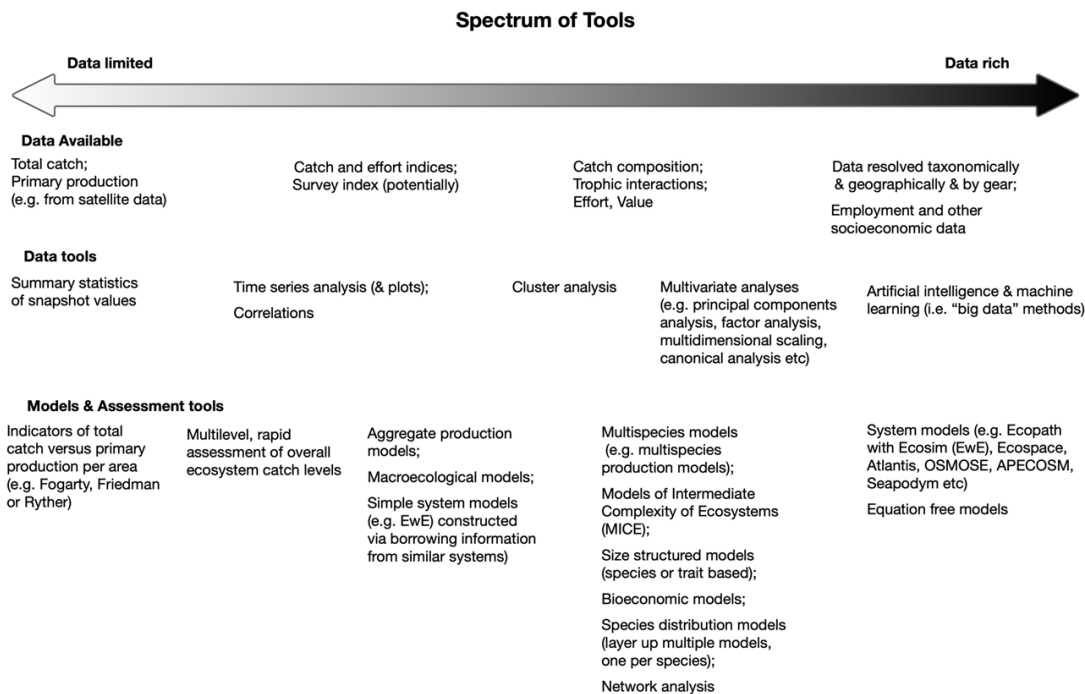 Spectrum of Tools
Data limited
Data rich
Data Available
Total catch;
Primary production
(e.g. from satellite data)
Catch and effort indices;
Survey index (potentially)
Catch composition;
Trophic interactions;
Effort, Value
Data resolved taxonomically
& geographically & by gear;
Employment and other
socioeconomic data
Data tools
Summary statistics
of snapshot values
Time series analysis (& plots);
Correlations
Cluster analysis
Multivariate analyses
(e.g. principal components
analysis, factor analysis,
multidimensional scaling,
canonical analysis etc)
Artificial intelligence & machine
learning (i.e. “big data” methods)
Models & Assessment tools
Indicators of total
catch versus primary
production per area
(e.g. Fogarty, Friedman
or Ryther)
Multilevel, rapid
assessment of overall
ecosystem catch levels
Aggregate production
models;
Macroecological models;
Simple system models
(e.g. EwE) constructed
via borrowing information
from similar systems)
Multispecies models
(e.g. multispecies
production models);
Models of Intermediate
Complexity of Ecosystems
(MICE);
Size structured models
(species or trait based);
Bioeconomic models;
Species distribution models
(layer up multiple models,
one per species);
Network analysis
System models (e.g. Ecopath
with Ecosim (EwE), Ecospace,
Atlantis, OSMOSE, APECOSM,
Seapodym etc)
Equation free models